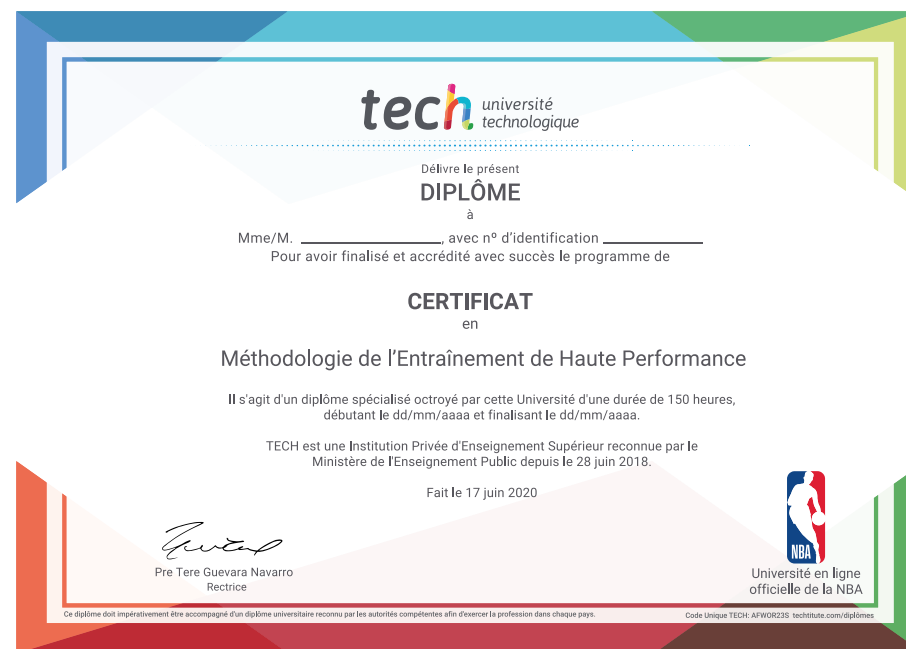 tech université
technologique
Délivre le présent
DIPLÔME
à
Mme/M. ____________________, avec nº d'identification ______________
Pour avoir finalisé et accrédité avec succès le programme de
CERTIFICAT
en
Méthodologie de l'Entraînement de Haute Performance
Il s'agit d'un diplôme spécialisé octroyé par cette Université d'une durée de 150 heures,
débutant le dd/mm/aaaa et finalisant le dd/mm/aaaa.
TECH est une Institution Privée d'Enseignement Supérieur reconnue par le
Ministère de l'Enseignement Public depuis le 28 juin 2018.
Fait le 17 juin 2020
Pre Tere Guevara Navarro
Rectrice
NBA
Université en ligne
officielle de la NBA
Ce diplôme doit impérativement être accompagné d'un diplôme universitaire reconnu par les autorités compétentes afin d'exercer la profession dans chaque pays.
Code Unique TECH: AFWOR23S techtitute.com/diplômes